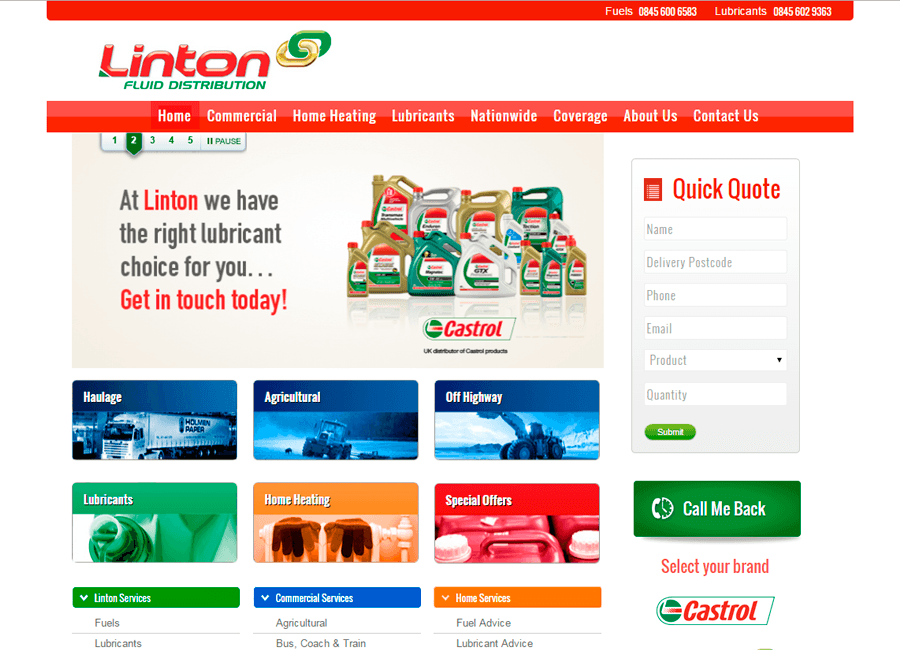 Fuels 0845 600 6583 Lubricants 0845 602 9363
Linton
FLUID DISTRIBUTION
Home Commercial Home Heating Lubricants Nationwide Coverage About Us Contact Us
1 2 3 4 5 PAUSE
At Linton we have
the right lubricant
choice for you...
Get in touch today!
Castrol
UK distributor of Castrol products
Quick Quote
Name
Delivery Postcode
Phone
Email
Product
Quantity
Submit
Haulage
HOLMEN
PAPER
Agricultural
Off Highway
Lubricants
Home Heating
Special Offers
Call Me Back
Select your brand
Castrol
Linton Services
Fuels
Lubricants
Commercial Services
Agricultural
Bus, Coach & Train
Home Services
Fuel Advice
Lubricant Advice